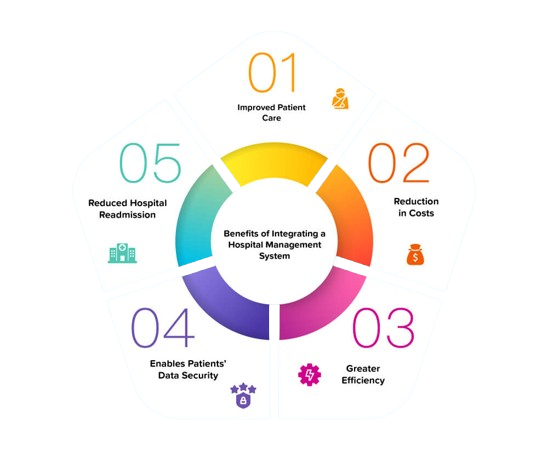 01
Improved Patient
Care
02
Reduction
in Costs
03
Greater
Efficiency
04
Enables Patients'
Data Security
05
Reduced Hospital
Readmission
Benefits of Integrating a
Hospital Management
System
$